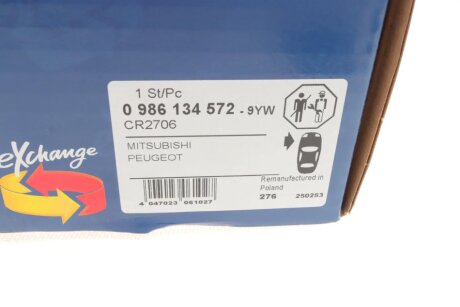 1 St/Pc
0 986 134 572 - 9YW
CR2706
MITSUBISHI
PEUGEOT
eXchange
Remanufactured in
Poland
4 047023 061027
276 250253